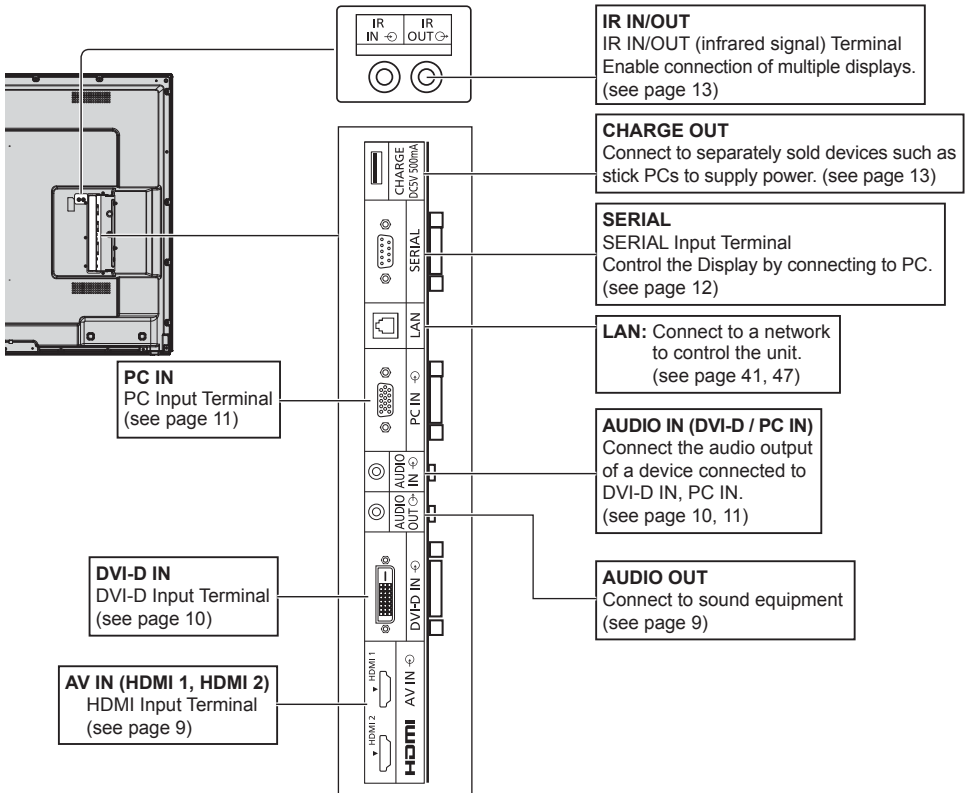 IR IN
IR OUT
IR IN/OUT
IR IN/OUT (infrared signal) Terminal
Enable connection of multiple displays.
(see page 13)
CHARGE OUT
Connect to separately sold devices such as
stick PCs to supply power. (see page 13)
SERIAL
SERIAL Input Terminal
Control the Display by connecting to PC.
(see page 12)
LAN: Connect to a network
to control the unit.
(see page 41, 47)
AUDIO IN (DVI-D / PC IN)
Connect the audio output
of a device connected to
DVI-D IN, PC IN.
(see page 10, 11)
AUDIO OUT
Connect to sound equipment
(see page 9)
PC IN
PC Input Terminal
(see page 11)
DVI-D IN
DVI-D Input Terminal
(see page 10)
AV IN (HDMI 1, HDMI 2)
HDMI Input Terminal
(see page 9)
CHARGE
DC5V 500mA
SERIAL
LAN
PC IN
AUDIO
IN
AUDIO
OUT
DVI-D IN
HDMI 1
AV IN
HDMI 2
HDMI